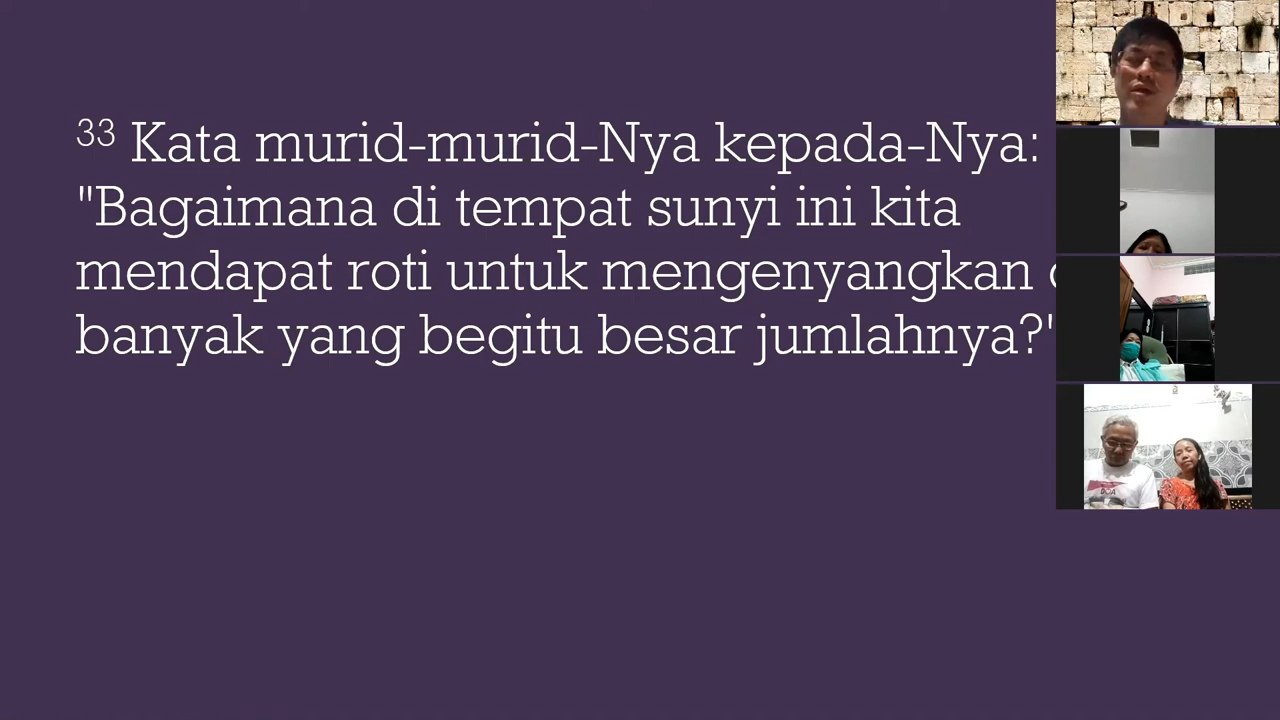 33 Kata murid-murid-Nya kepada-Nya:
"Bagaimana di tempat sunyi ini kita
mendapat roti untuk mengenyangkan
banyak yang begitu besar jumlahnya?"
DOA